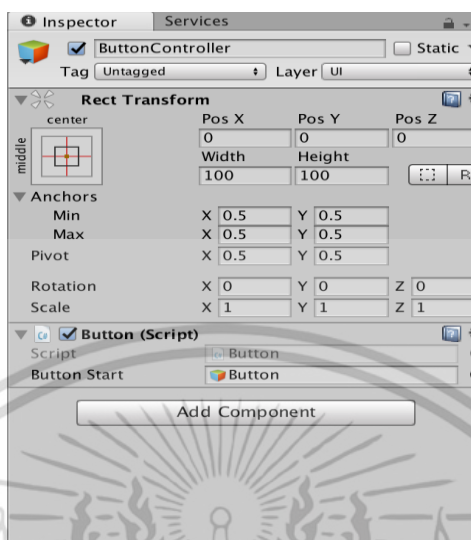 Inspector Services
ButtonController Static
Tag Untagged Layer UI
Rect Transform
center Pos X Pos Y Pos Z
middle
0 0 0
Width Height
100 100 R
Anchors
Min X 0.5 Y 0.5
Max X 0.5 Y 0.5
Pivot X 0.5 Y 0.5
Rotation X 0 Y 0 Z 0
Scale X 1 Y 1 Z 1
Button (Script)
Script Button
Button Start Button
Add Component